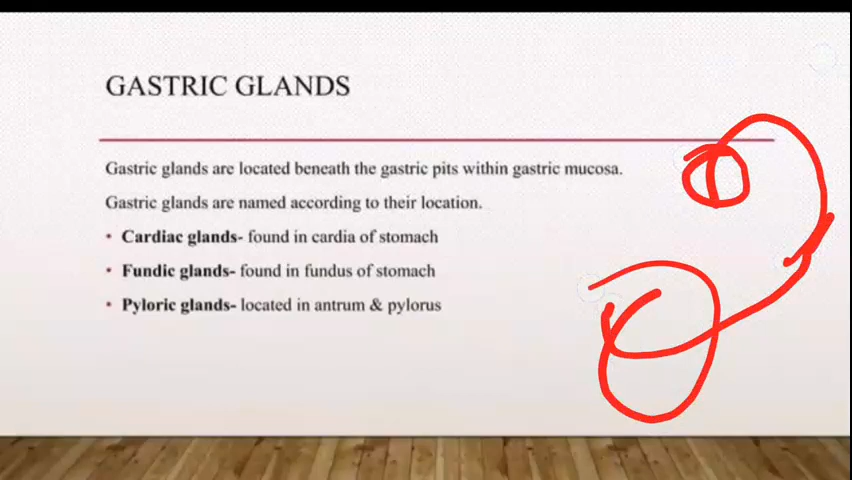 GASTRIC GLANDS
Gastric glands are located beneath the gastric pits within gastric mucosa.
Gastric glands are named according to their location.
• Cardiac glands- found in cardia of stomach
• Fundic glands- found in fundus of stomach
• Pyloric glands- located in antrum & pylorus